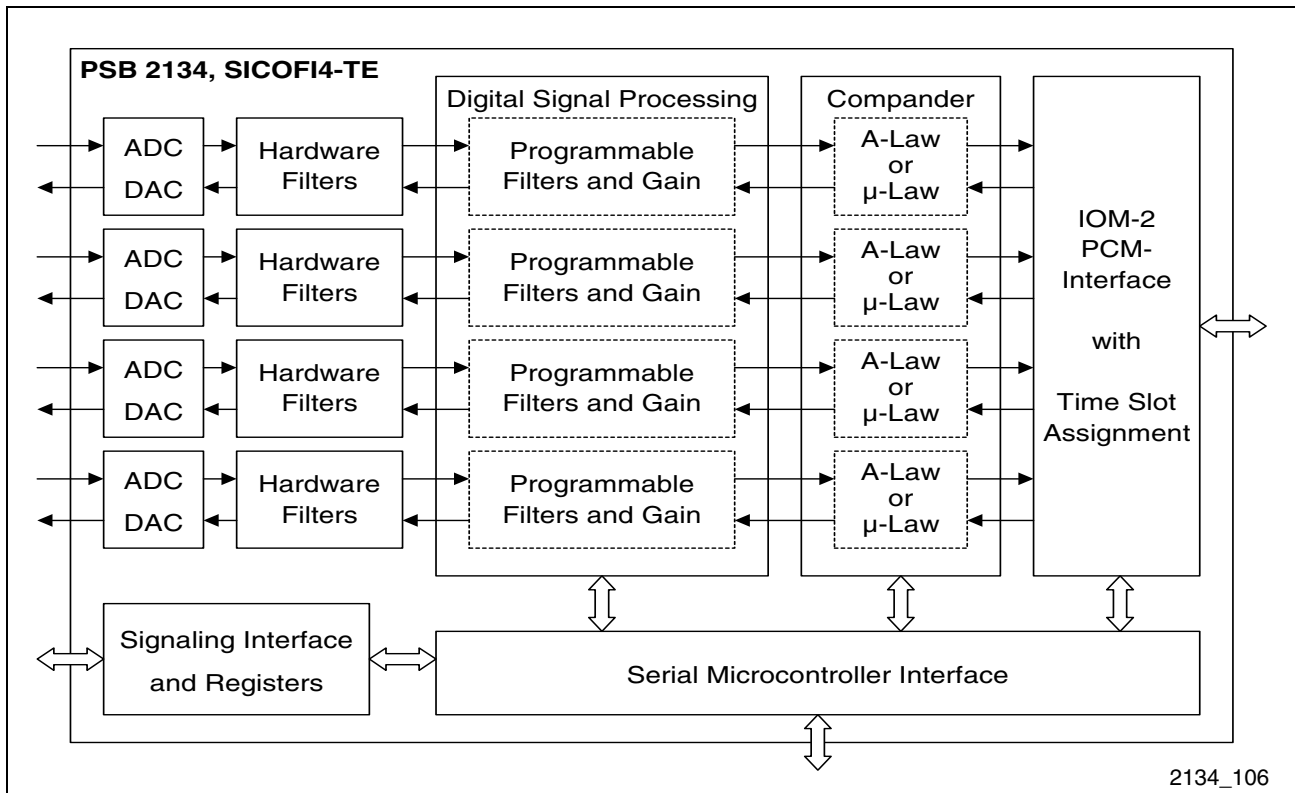 PSB 2134, SICOFI4-TE
Digital Signal Processing
Compander
ADC
DAC
Hardware
Filters
Programmable
Filters and Gain
A-Law
or
µ-Law
ADC
DAC
Hardware
Filters
Programmable
Filters and Gain
A-Law
or
µ-Law
ADC
DAC
Hardware
Filters
Programmable
Filters and Gain
A-Law
or
µ-Law
ADC
DAC
Hardware
Filters
Programmable
Filters and Gain
A-Law
or
µ-Law
IOM-2
PCM-
Interface
with
Time Slot
Assignment
Signaling Interface
and Registers
Serial Microcontroller Interface
2134_106